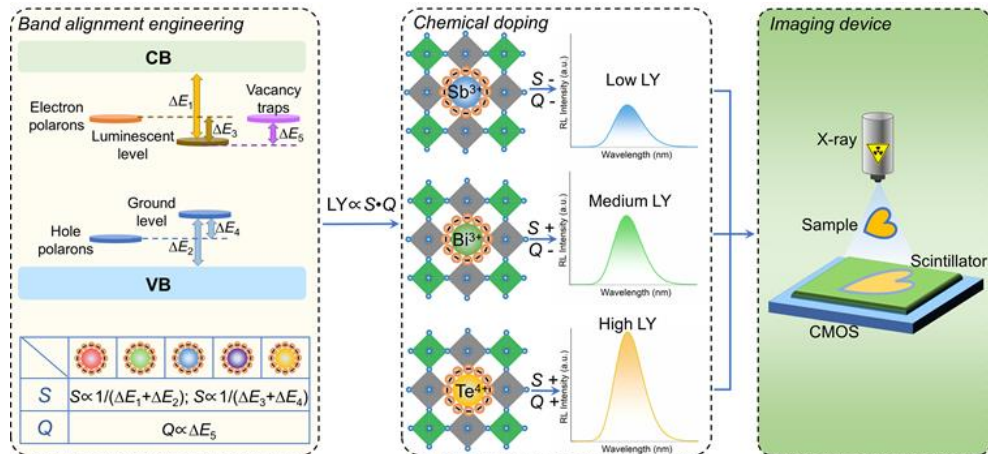 Band alignment engineering
CB
ΔE₁
Electron
polarons
Vacancy
traps
ΔE₃
ΔE₅
Luminescent
level
Ground
level
ΔE₄
Hole
polarons
ΔE₂
VB
S
S∝1/(ΔE₁+ΔE₂); S∝1/(ΔE₃+ΔE₄)
Q
Q∝ΔE₅
LY∝S•Q
Chemical doping
Sb³⁺
S -
Q -
RL Intensity (a.u.)
Low LY
Wavelength (nm)
Bi³⁺
S +
Q -
RL Intensity (a.u.)
Medium LY
Wavelength (nm)
Te⁴⁺
S +
Q +
RL Intensity (a.u.)
High LY
Wavelength (nm)
Imaging device
X-ray
Sample
Scintillator
CMOS